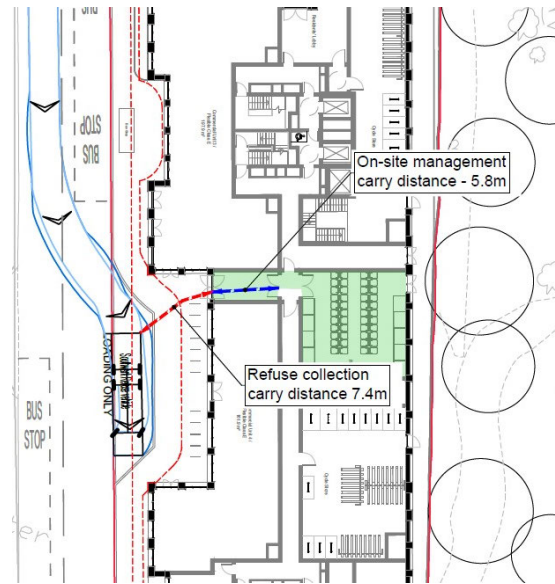 BUS
BUS
STOP
On-site management
carry distance - 5.8m
Refuse collection
carry distance 7.4m
LOADING ONLY
BUS
STOP
Cycle Store
Cycle Store